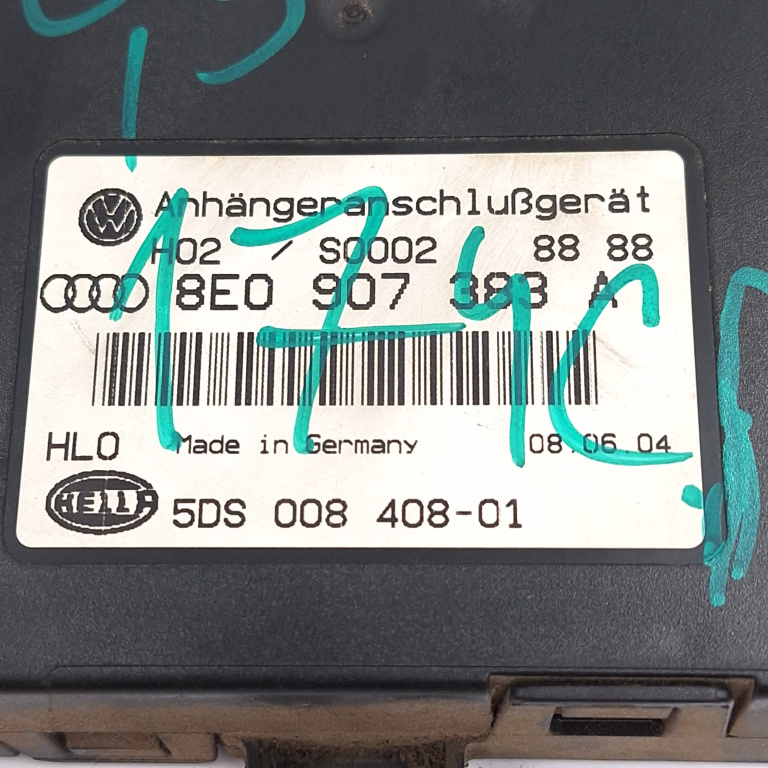 Anhängeranschlußgerät
H02 / S0002 88 88
8E0 907 383 A
HLO Made in Germany 08.06.04
HELLA 5DS 008 408-01
174C